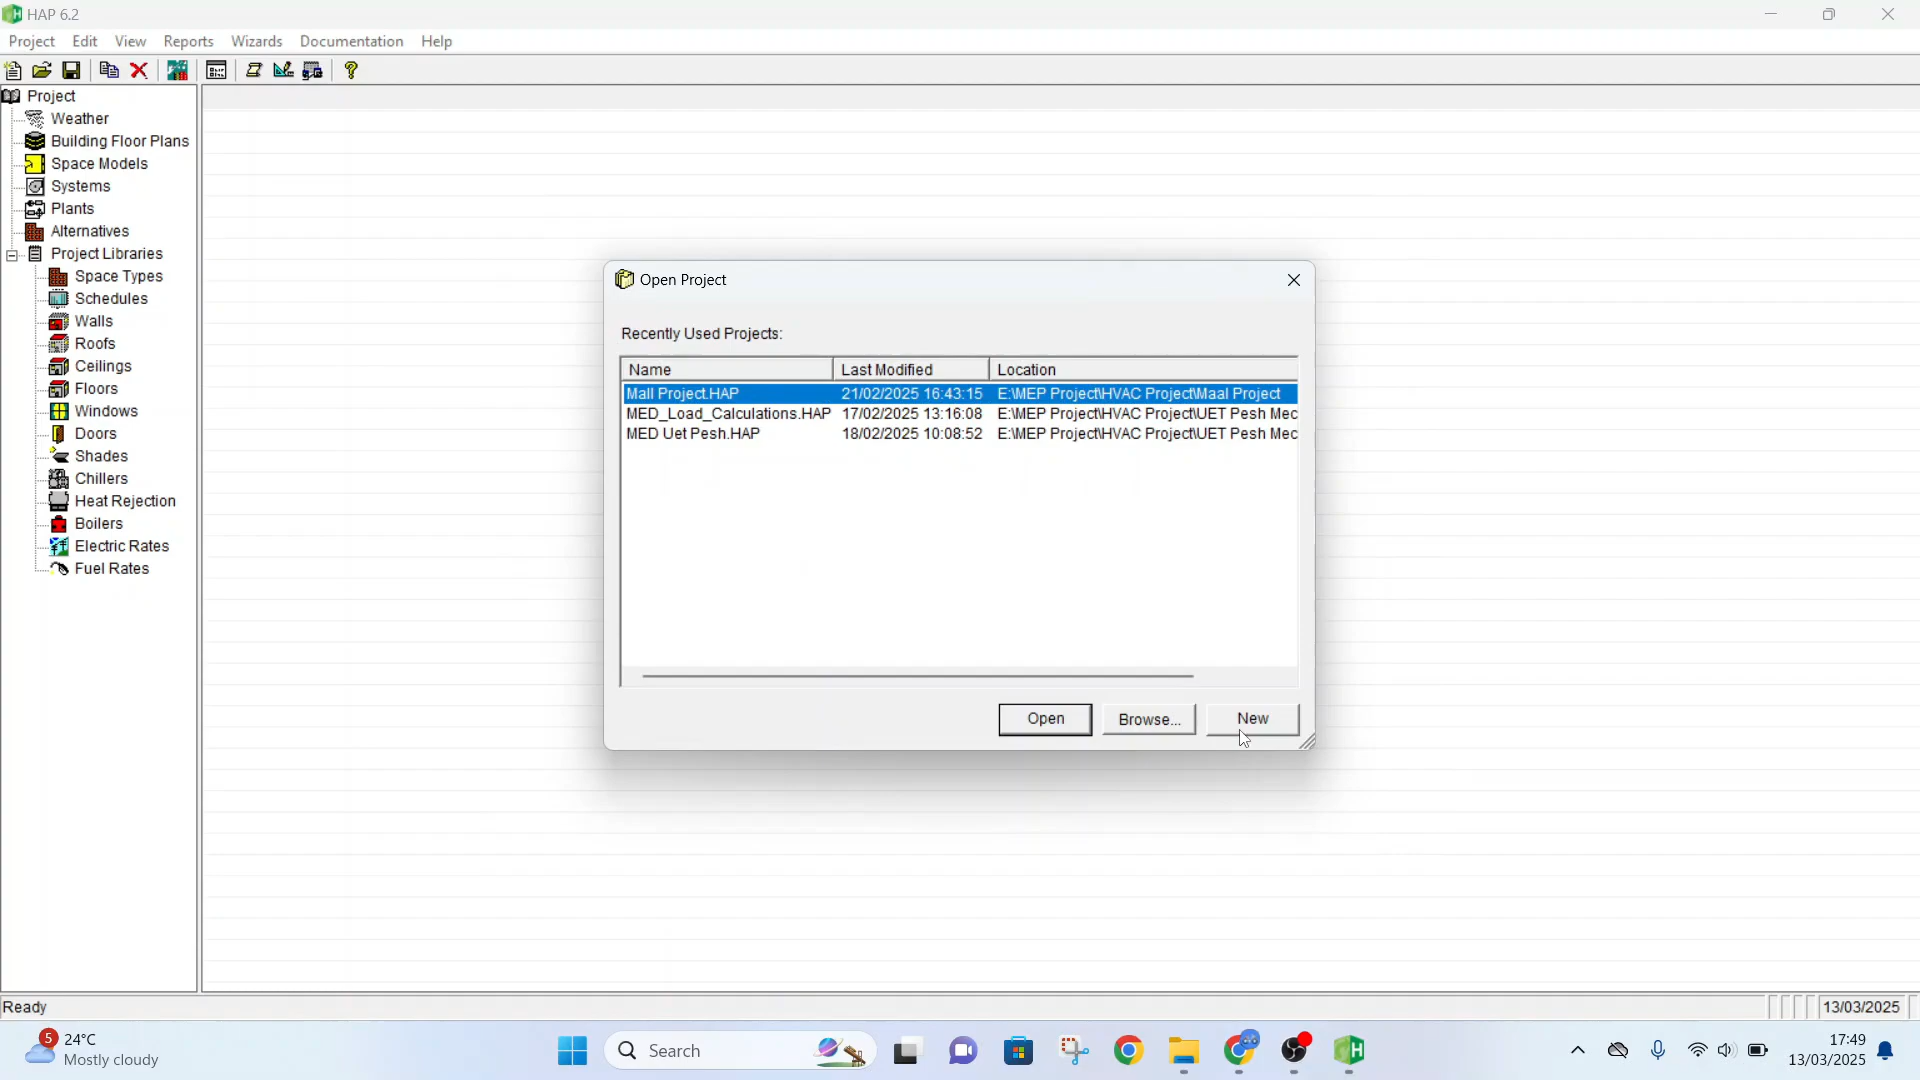 HAP 6.2
Project Edit View Reports Wizards Documentation Help
Project
Weather
Building Floor Plans
Space Models
Systems
Plants
Alternatives
Project Libraries
Space Types
Schedules
Walls
Roofs
Ceilings
Floors
Windows
Doors
Shades
Chillers
Heat Rejection
Boilers
Electric Rates
Fuel Rates
Open Project
Recently Used Projects:
Name Last Modified Location
Mall Project.HAP 21/02/2025 16:43:15 E:\MEP Project\HVAC Project\Maal Project
MED_Load_Calculations.HAP 17/02/2025 13:16:08 E:\MEP Project\HVAC Project\UET Pesh Mec
MED Uet Pesh.HAP 18/02/2025 10:08:52 E:\MEP Project\HVAC Project\UET Pesh Mec
Open Browse... New
Ready 13/03/2025
5 24°C
Mostly cloudy
Search
17:49
13/03/2025